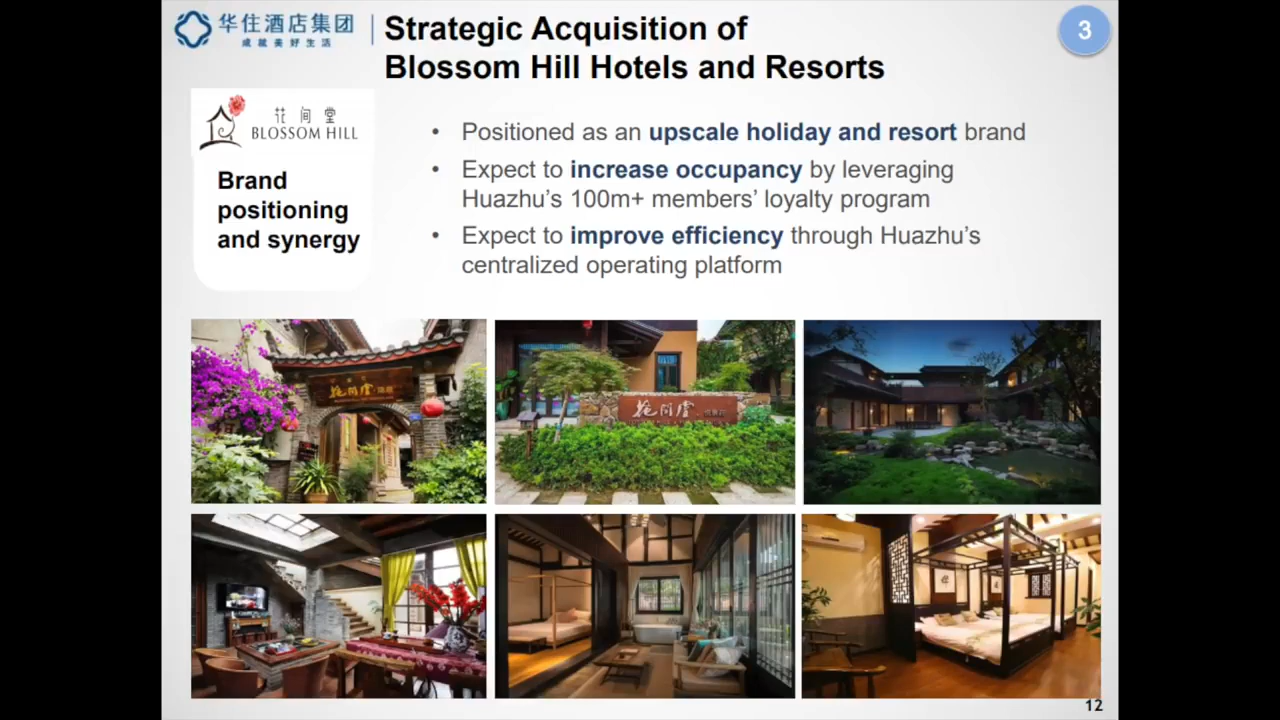 华住酒店集团
成就美好生活
Strategic Acquisition of
Blossom Hill Hotels and Resorts
3
花间堂
BLOSSOM HILL
Brand
positioning
and synergy
• Positioned as an upscale holiday and resort brand
• Expect to increase occupancy by leveraging
Huazhu’s 100m+ members’ loyalty program
• Expect to improve efficiency through Huazhu’s
centralized operating platform
花间堂
12